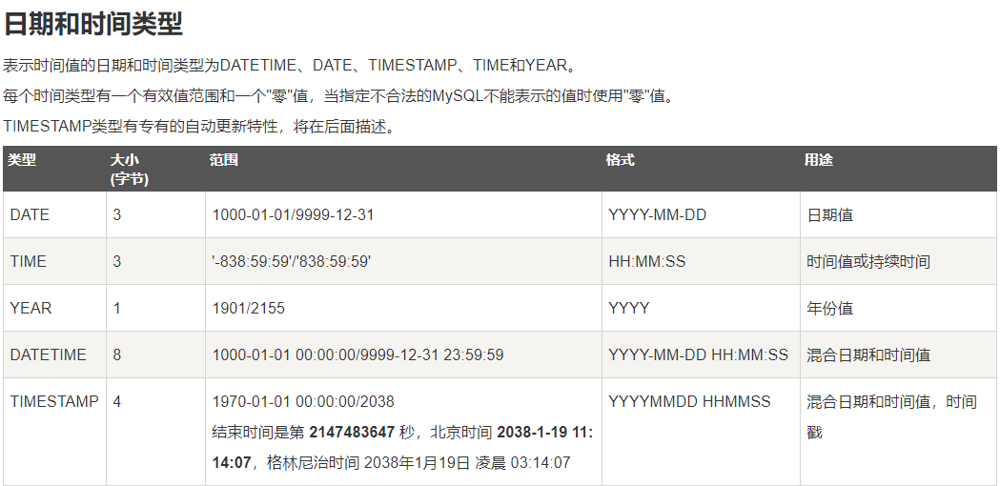 日期和时间类型
表示时间值的日期和时间类型为DATETIME、DATE、TIMESTAMP、TIME和YEAR。
每个时间类型有一个有效值范围和一个"零"值，当指定不合法的MySQL不能表示的值时使用"零"值。
TIMESTAMP类型有专有的自动更新特性，将在后面描述。
类型 大小 范围 格式 用途
(字节)
DATE 3 1000-01-01/9999-12-31 YYYY-MM-DD 日期值
TIME 3 '-838:59:59'/'838:59:59' HH:MM:SS 时间值或持续时间
YEAR 1 1901/2155 YYYY 年份值
DATETIME 8 1000-01-01 00:00:00/9999-12-31 23:59:59 YYYY-MM-DD HH:MM:SS 混合日期和时间值
TIMESTAMP 4 1970-01-01 00:00:00/2038 YYYYMMDD HHMMSS 混合日期和时间值，时间
结束时间是第 2147483647 秒，北京时间 2038-1-19 11: 戳
14:07，格林尼治时间 2038年1月19日 凌晨 03:14:07